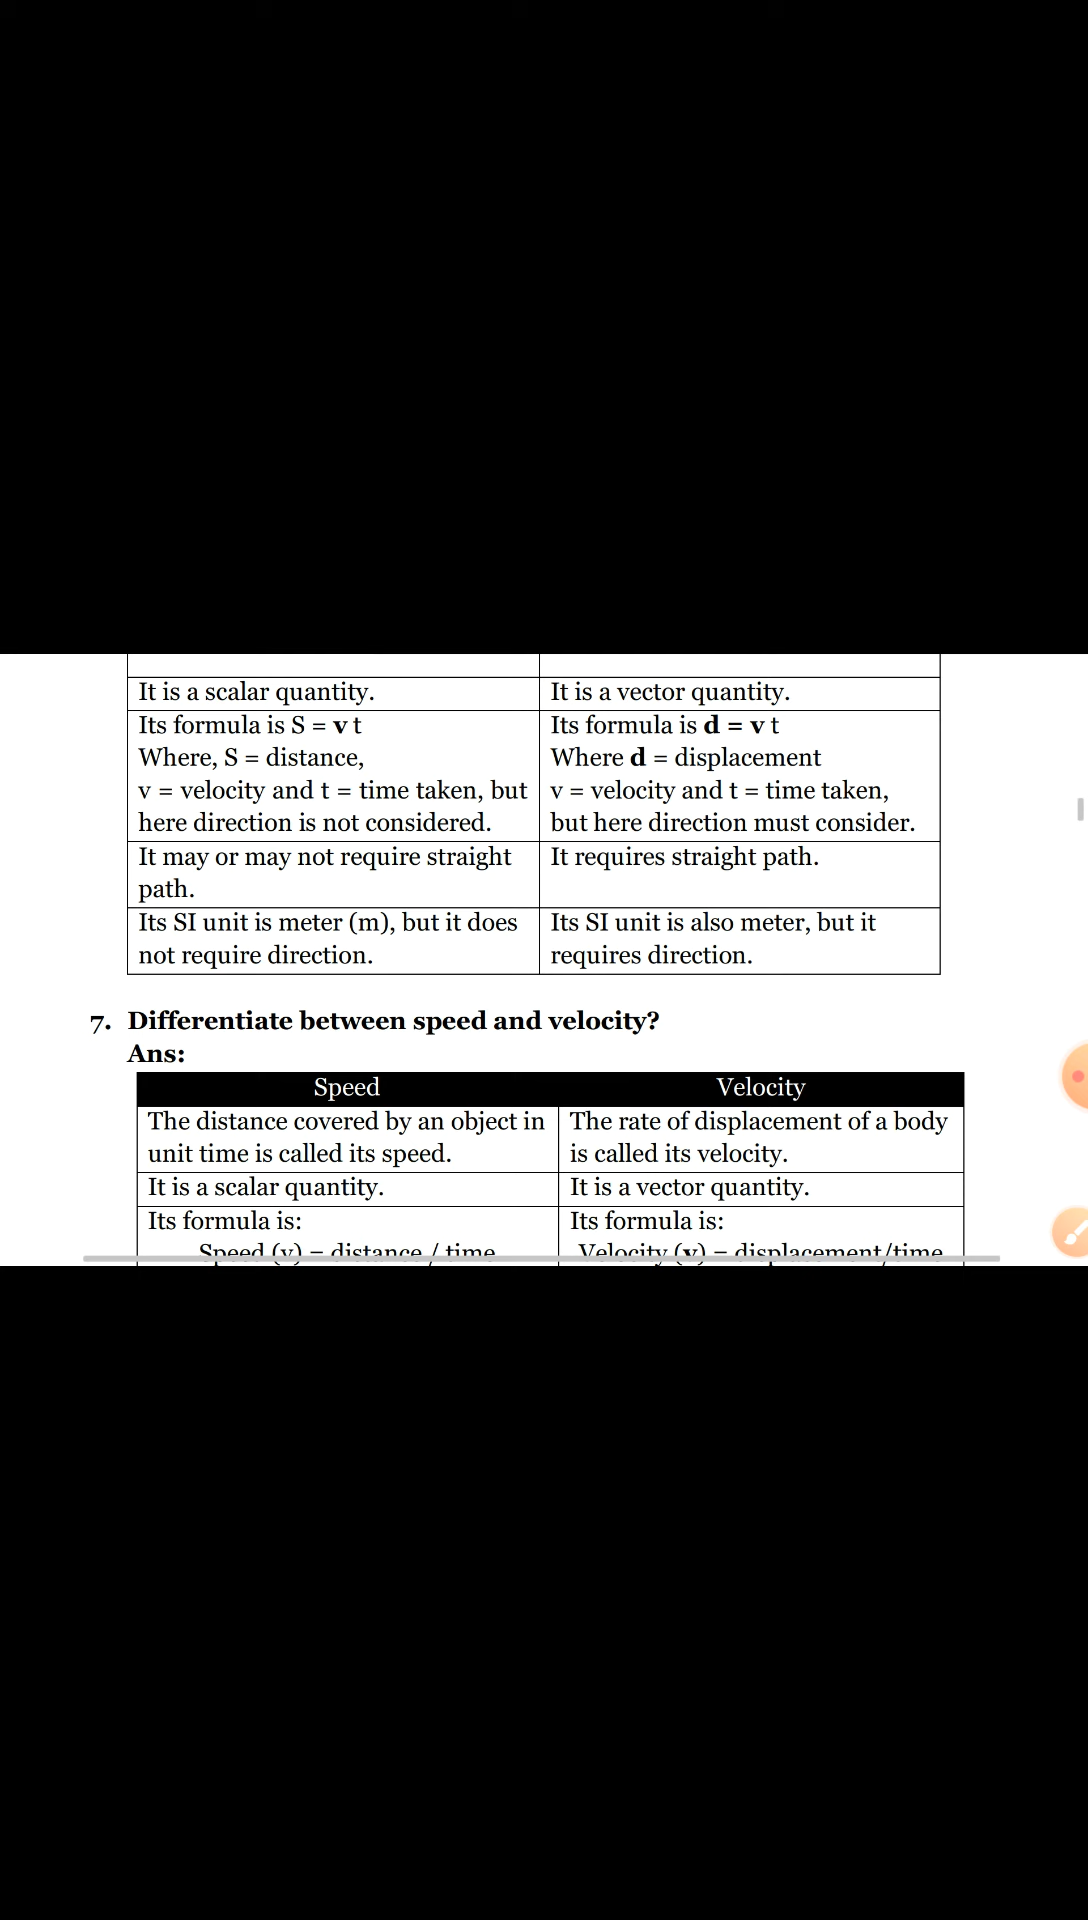 It is a scalar quantity.
It is a vector quantity.
Its formula is S = v t
Where, S = distance,
v = velocity and t = time taken, but
here direction is not considered.
Its formula is d = v t
Where d = displacement
v = velocity and t = time taken,
but here direction must consider.
It may or may not require straight
path.
It requires straight path.
Its SI unit is meter (m), but it does
not require direction.
Its SI unit is also meter, but it
requires direction.
7. Differentiate between speed and velocity?
Ans:
Speed
Velocity
The distance covered by an object in
unit time is called its speed.
The rate of displacement of a body
is called its velocity.
It is a scalar quantity.
It is a vector quantity.
Its formula is:
Speed (v) = distance / time
Its formula is:
Velocity (v) = displacement/time